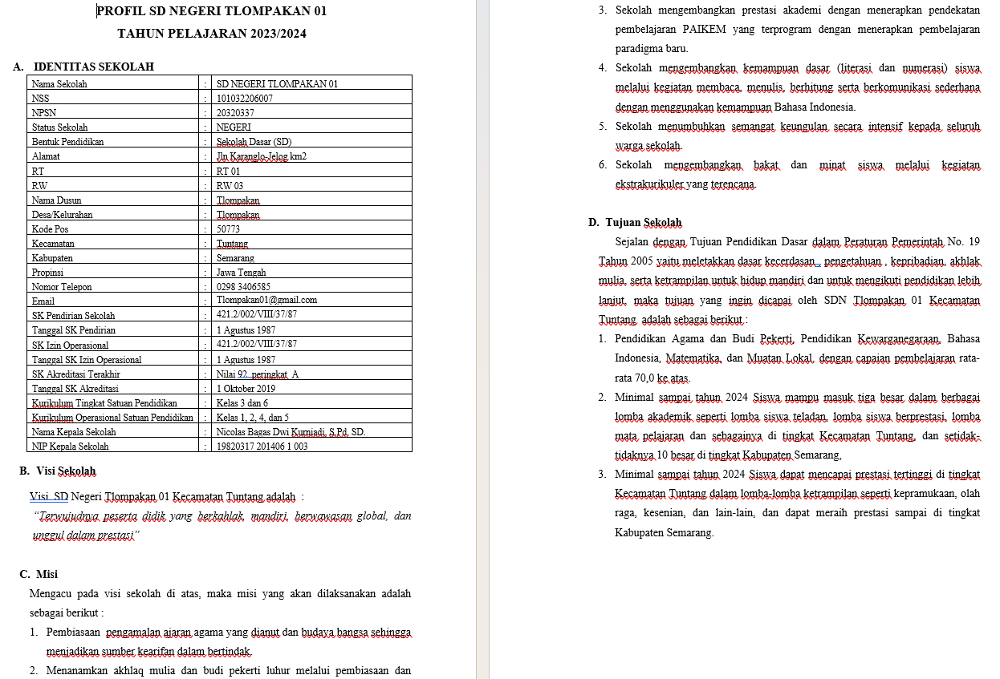 PROFIL SD NEGERI TLOMPAKAN 01
TAHUN PELAJARAN 2023/2024
A. IDENTITAS SEKOLAH
Nama Sekolah : SD NEGERI TLOMPAKAN 01
NSS : 101032206007
NPSN : 20320337
Status Sekolah : NEGERI
Bentuk Pendidikan : Sekolah Dasar (SD)
Alamat : Jln Karanglo-Jelog km2
RT : RT 01
RW : RW 03
Nama Dusun : Tlompakan
Desa/Kelurahan : Tlompakan
Kode Pos : 50773
Kecamatan : Tuntang
Kabupaten : Semarang
Propinsi : Jawa Tengah
Nomor Telepon : 0298 3406585
Email : Tlompakan01@gmail.com
SK Pendirian Sekolah : 421.2/002/VIII/37/87
Tanggal SK Pendirian : 1 Agustus 1987
SK Izin Operasional : 421.2/002/VIII/37/87
Tanggal SK Izin Operasional : 1 Agustus 1987
SK Akreditasi Terakhir : Nilai 92 peringkat A
Tanggal SK Akreditasi : 1 Oktober 2019
Kurikulum Tingkat Satuan Pendidikan : Kelas 3 dan 6
Kurikulum Operasional Satuan Pendidikan : Kelas 1, 2, 4, dan 5
Nama Kepala Sekolah : Nicolas Bagas Dwi Kurniadi, S.Pd, SD.
NIP Kepala Sekolah : 19820317 201406 1 003
B. Visi Sekolah
Visi SD Negeri Tlompakan 01 Kecamatan Tuntang adalah :
“Terwujudnya peserta didik yang berkahlak, mandiri, berwawasan global, dan
unggul dalam prestasi”
C. Misi
Mengacu pada visi sekolah di atas, maka misi yang akan dilaksanakan adalah
sebagai berikut :
1. Pembiasaan pengamalan ajaran agama yang dianut dan budaya bangsa sehingga
menjadikan sumber kearifan dalam bertindak.
2. Menanamkan akhlaq mulia dan budi pekerti luhur melalui pembiasaan dan
3. Sekolah mengembangkan prestasi akademi dengan menerapkan pendekatan
pembelajaran PAIKEM yang terprogram dengan menerapkan pembelajaran
paradigma baru.
4. Sekolah mengembangkan kemampuan dasar (literasi dan numerasi) siswa
melalui kegiatan membaca, menulis, berhitung serta berkomunikasi sederhana
dengan menggunakan kemampuan Bahasa Indonesia.
5. Sekolah menumbuhkan semangat keungulan secara intensif kepada seluruh
warga sekolah.
6. Sekolah mengembangkan bakat dan minat siswa melalui kegiatan
ekstrakurikuler yang terencana.
D. Tujuan Sekolah
Sejalan dengan Tujuan Pendidikan Dasar dalam Peraturan Pemerintah No. 19
Tahun 2005 yaitu meletakkan dasar kecerdasan , pengetahuan , kepribadian, akhlak
mulia, serta ketrampilan untuk hidup mandiri dan untuk mengikuti pendidikan lebih
lanjut, maka tujuan yang ingin dicapai oleh SDN Tlompakan 01 Kecamatan
Tuntang adalah sebagai berikut :
1. Pendidikan Agama dan Budi Pekerti, Pendidikan Kewarganegaraan, Bahasa
Indonesia, Matematika, dan Muatan Lokal, dengan capaian pembelajaran rata-
rata 70,0 ke atas.
2. Minimal sampai tahun 2024 Siswa mampu masuk tiga besar dalam berbagai
lomba akademik seperti lomba siswa teladan, lomba siswa berprestasi, lomba
mata pelajaran dan sebagainya di tingkat Kecamatan Tuntang, dan setidak-
tidaknya 10 besar di tingkat Kabupaten Semarang.
3. Minimal sampai tahun 2024 Siswa dapat mencapai prestasi tertinggi di tingkat
Kecamatan Tuntang dalam lomba-lomba ketrampilan seperti kepramukaan, olah
raga, kesenian, dan lain-lain, dan dapat meraih prestasi sampai di tingkat
Kabupaten Semarang.